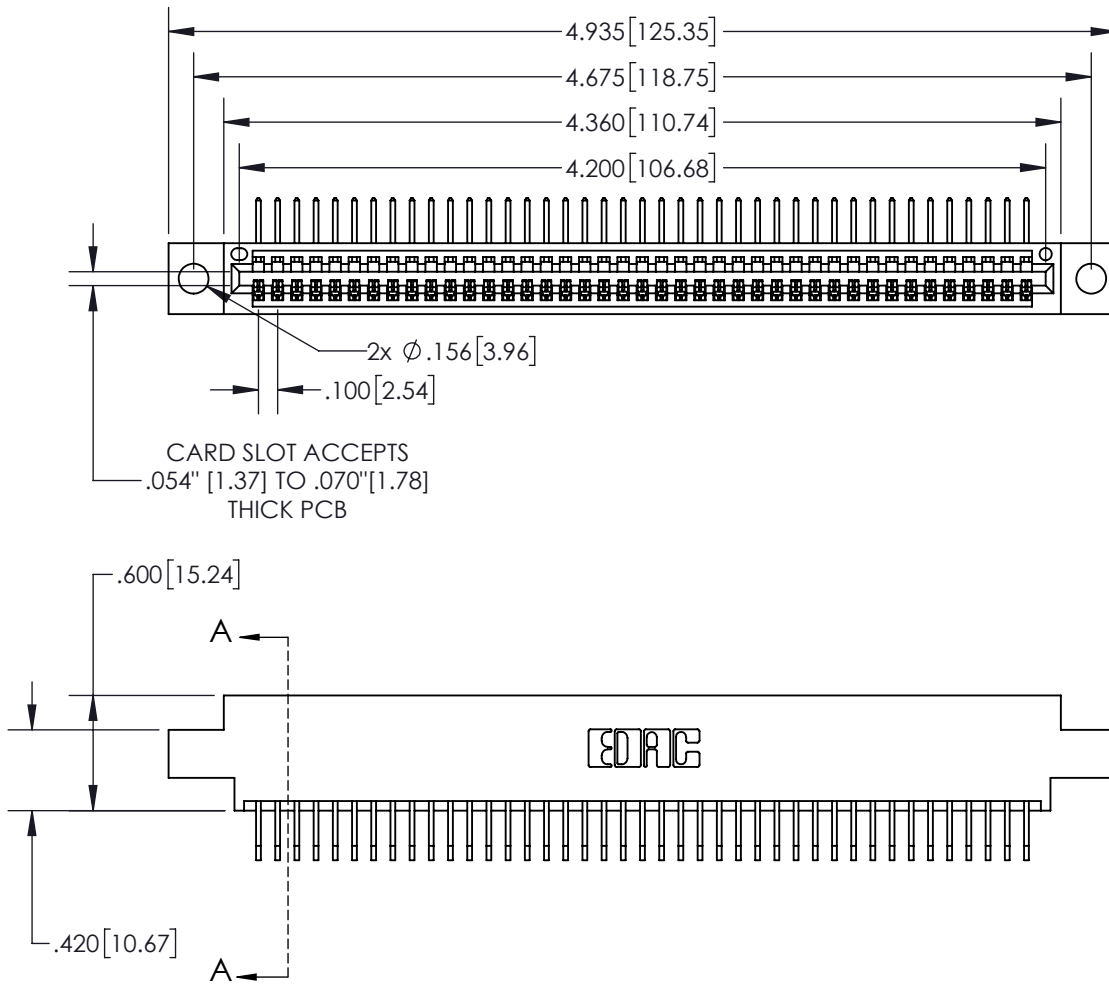 4.935[125.35]
4.675[118.75]
4.360[110.74]
4.200[106.68]
2x Ø.156[3.96]
.100[2.54]
CARD SLOT ACCEPTS
.054" [1.37] TO .070"[1.78]
THICK PCB
.600[15.24]
A
EDAC
.420[10.67]
A